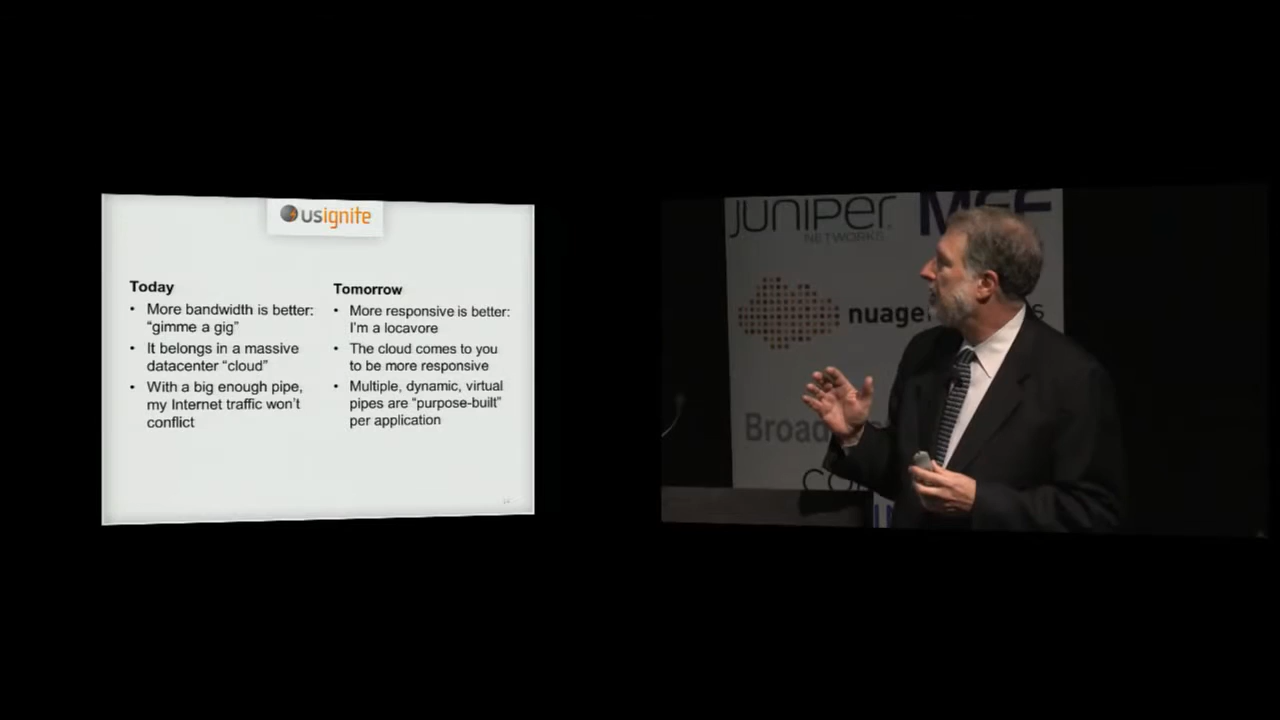 usignite
Today
• More bandwidth is better:
"gimme a gig"
• It belongs in a massive
datacenter "cloud"
• With a big enough pipe,
my Internet traffic won't
conflict
Tomorrow
• More responsive is better:
I'm a locavore
• The cloud comes to you
to be more responsive
• Multiple, dynamic, virtual
pipes are "purpose-built"
per application
JUNIPEr
NETWORKS
MEF
nuage
Broad